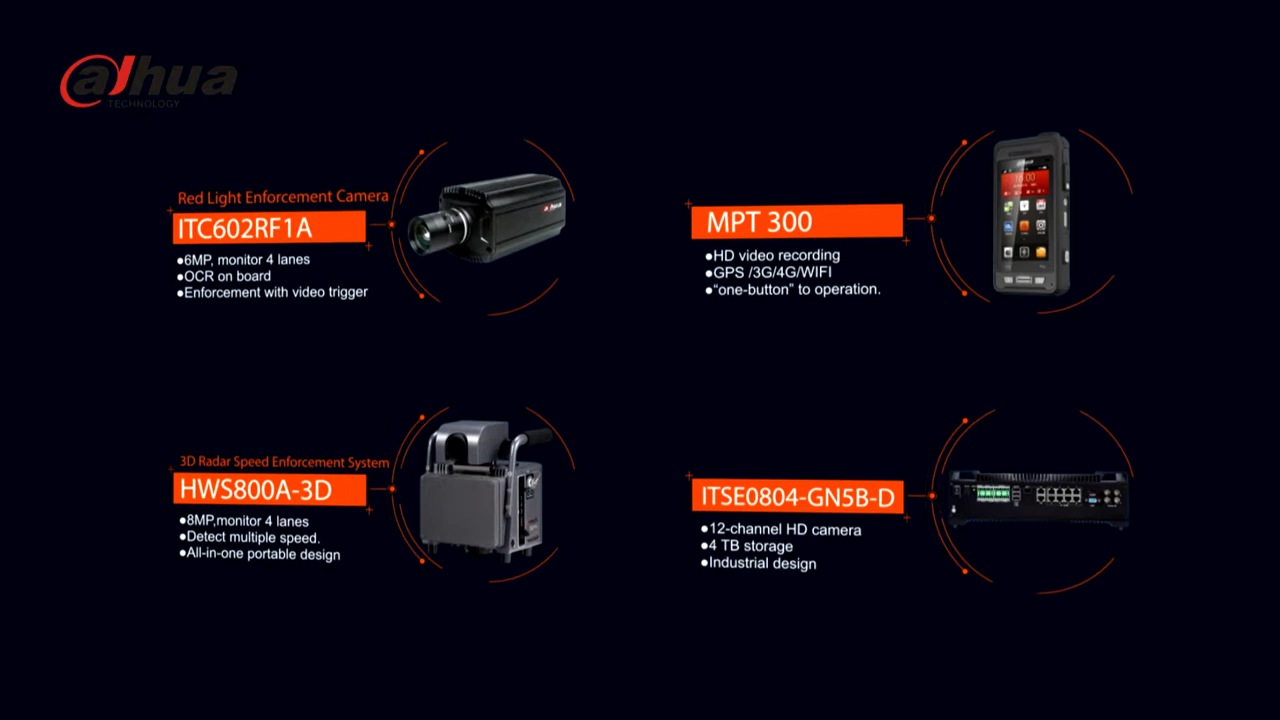 alhua
TECHNOLOGY
Red Light Enforcement Camera
ITC602RF1A
●6MP, monitor 4 lanes
●OCR on board
●Enforcement with video trigger
MPT 300
●HD video recording
●GPS /3G/4G/WIFI
●“one-button” to operation.
3D Radar Speed Enforcement System
HWS800A-3D
●8MP,monitor 4 lanes
●Detect multiple speed.
●All-in-one portable design
ITSE0804-GN5B-D
●12-channel HD camera
●4 TB storage
●Industrial design